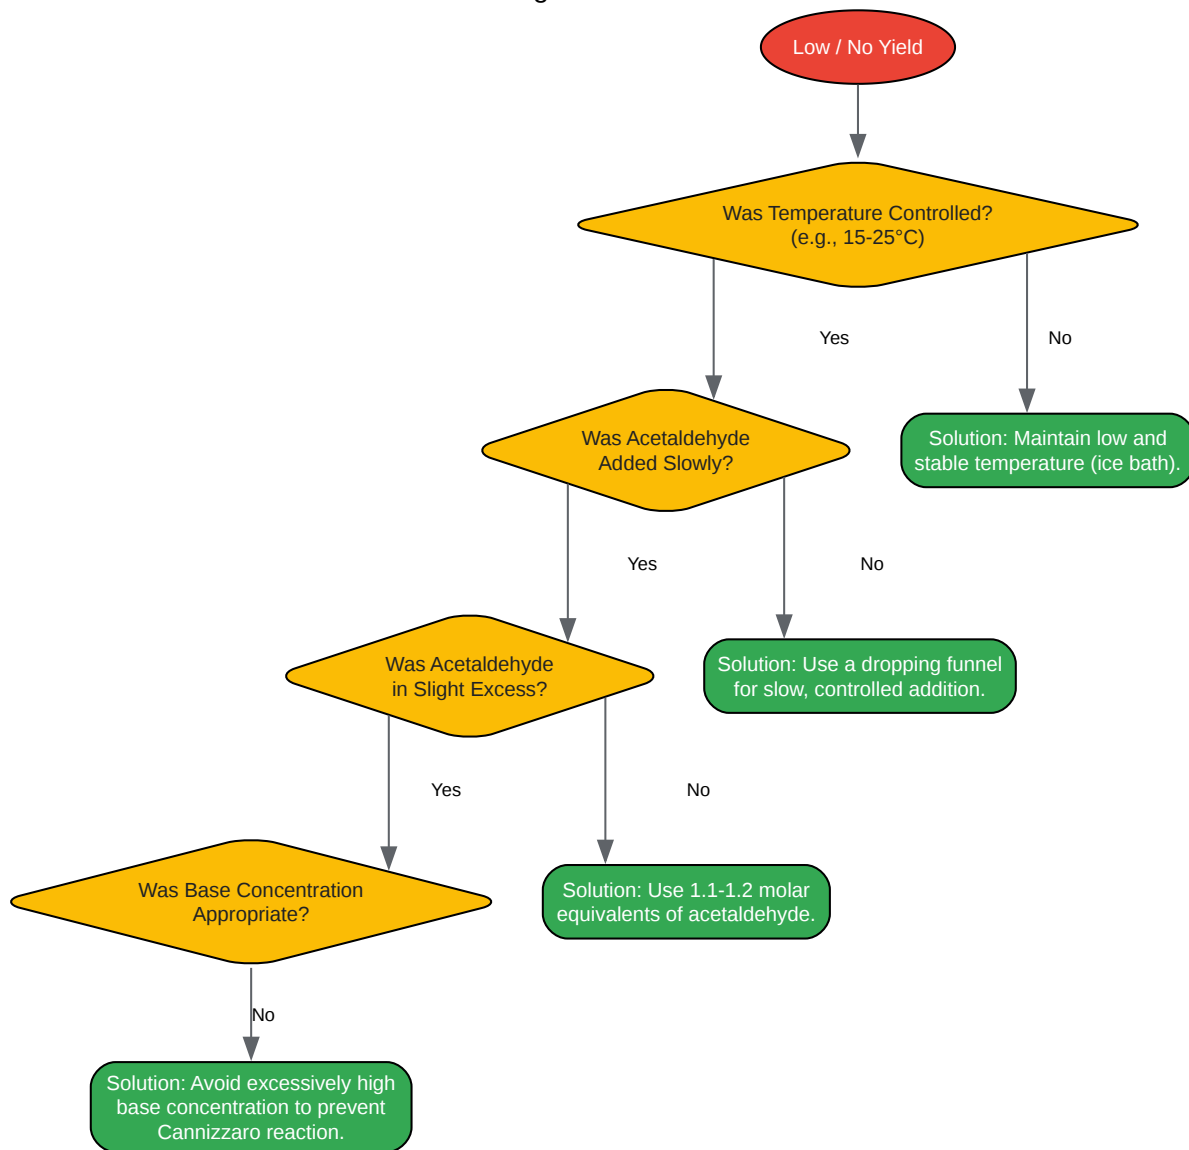 Low / No Yield
Was Temperature Controlled?
(e.g., 15-25°C)
Yes
No
Was Acetaldehyde
Added Slowly?
Solution: Maintain low and
stable temperature (ice bath).
Yes
No
Was Acetaldehyde
in Slight Excess?
Solution: Use a dropping funnel
for slow, controlled addition.
Yes
No
Was Base Concentration
Appropriate?
Solution: Use 1.1-1.2 molar
equivalents of acetaldehyde.
No
Solution: Avoid excessively high
base concentration to prevent
Cannizzaro reaction.